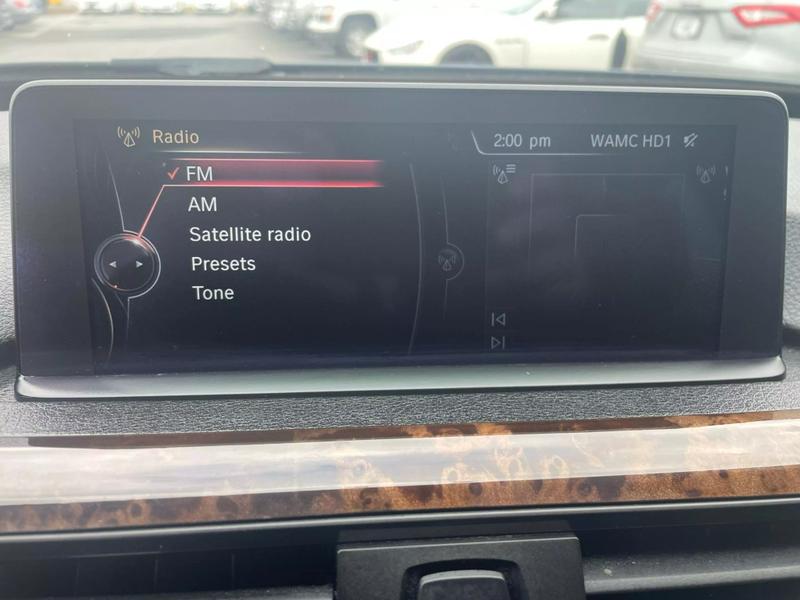 Radio
2:00 pm
WAMC HD1
FM
AM
Satellite radio
Presets
Tone